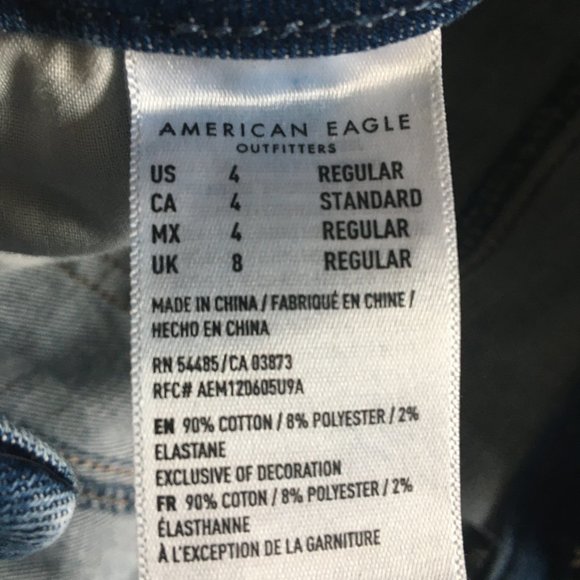 AMERICAN EAGLE
OUTFITTERS
US 4 REGULAR
CA 4 STANDARD
MX 4 REGULAR
UK 8 REGULAR
MADE IN CHINA / FABRIQUÉ EN CHINE /
HECHO EN CHINA
RN 54485/CA 03873
RFC# AEM120605U9A
EN 90% COTTON / 8% POLYESTER / 2%
ELASTANE
EXCLUSIVE OF DECORATION
FR 90% COTON / 8% POLYESTER / 2%
ÉLASTHANNE
À L'EXCEPTION DE LA GARNITURE